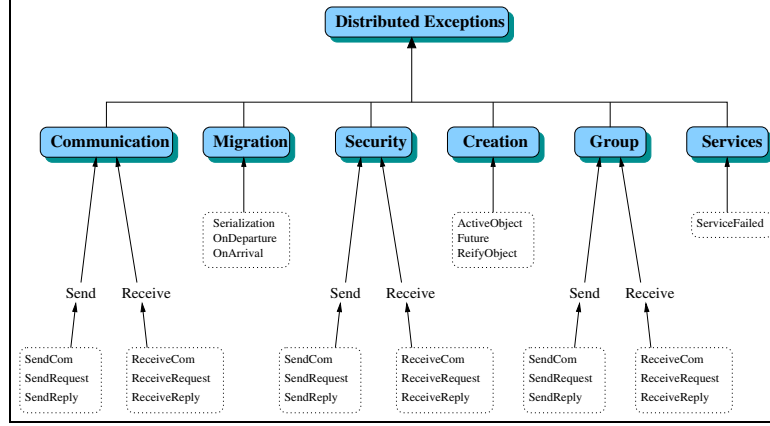 Distributed Exceptions
Communication
Migration
Security
Creation
Group
Services
Serialization
OnDeparture
OnArrival
ActiveObject
Future
ReifyObject
ServiceFailed
Send
Receive
Send
Receive
Send
Receive
SendCom
SendRequest
SendReply
ReceiveCom
ReceiveRequest
ReceiveReply
SendCom
SendRequest
SendReply
ReceiveCom
ReceiveRequest
ReceiveReply
SendCom
SendRequest
SendReply
ReceiveCom
ReceiveRequest
ReceiveReply